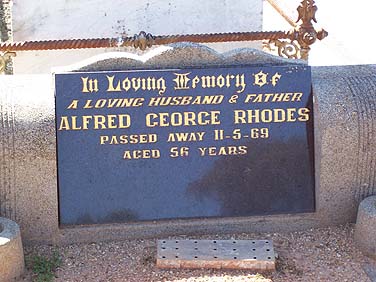 In Loving Memory Of
A LOVING HUSBAND & FATHER
ALFRED GEORGE RHODES
PASSED AWAY 11-5-69
AGED 56 YEARS